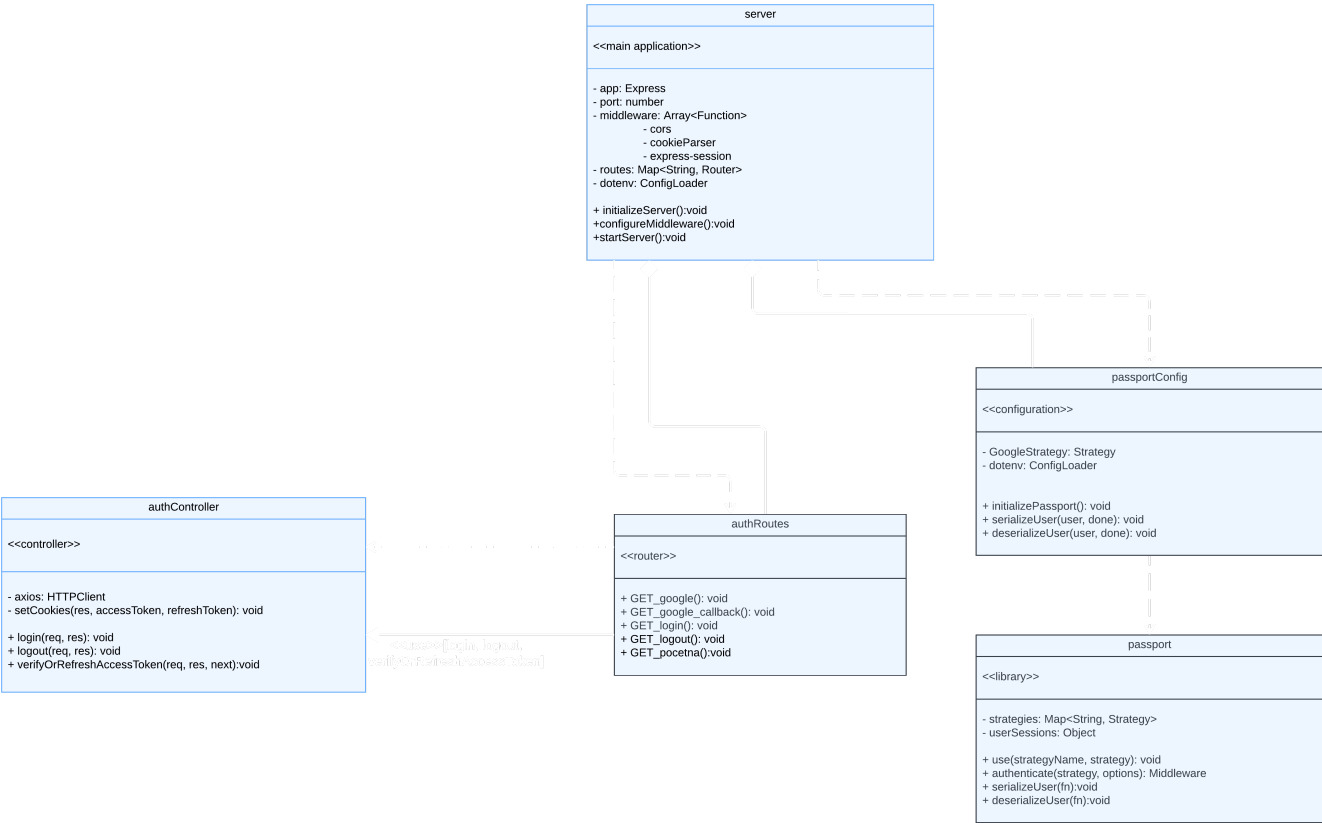 server
<<main application>>
- app: Express
- port: number
- middleware: Array<Function>
- cors
- cookieParser
- express-session
- routes: Map<String, Router>
- dotenv: ConfigLoader
+ initializeServer():void
+configureMiddleware():void
+startServer():void
passportConfig
<<configuration>>
- GoogleStrategy: Strategy
- dotenv: ConfigLoader
+ initializePassport(): void
+ serializeUser(user, done): void
+ deserializeUser(user, done): void
authController
<<controller>>
- axios: HTTPClient
- setCookies(res, accessToken, refreshToken): void
+ login(req, res): void
+ logout(req, res): void
+ verifyOrRefreshAccessToken(req, res, next):void
<<use>> [login, logout,
verifyOrRefreshAccessToken]
authRoutes
<<router>>
+ GET_google(): void
+ GET_google_callback(): void
+ GET_login(): void
+ GET_logout(): void
+ GET_pocetna():void
passport
<<library>>
- strategies: Map<String, Strategy>
- userSessions: Object
+ use(strategyName, strategy): void
+ authenticate(strategy, options): Middleware
+ serializeUser(fn):void
+ deserializeUser(fn):void